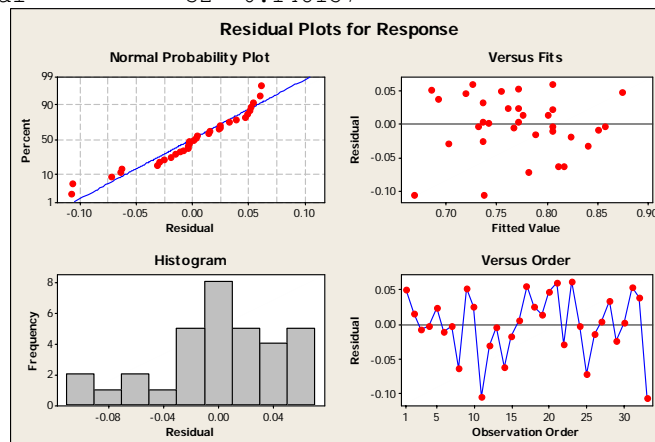 Residual Plots for Response
Normal Probability Plot
99
90
50
10
1
Percent
-0.10 -0.05 0.00 0.05 0.10
Residual
Versus Fits
0.05
0.00
-0.05
-0.10
Residual
0.70 0.75 0.80 0.85 0.90
Fitted Value
Histogram
8
6
4
2
0
Frequency
-0.08 -0.04 0.00 0.04
Residual
Versus Order
0.05
0.00
-0.05
-0.10
Residual
1 5 10 15 20 25 30
Observation Order